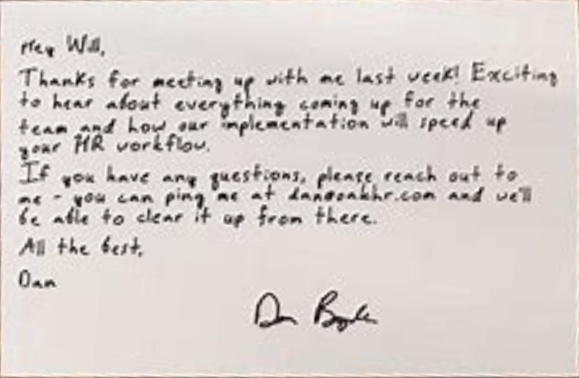 Hey Will,
Thanks for meeting up with me last week! Exciting
to hear about everything coming up for the
team and how our implementation will speed up
your HR workflow.
If you have any questions, please reach out to
me - you can ping me at dan@oakhr.com and we'll
be able to clear it up from there.
All the best,
Dan
Dan